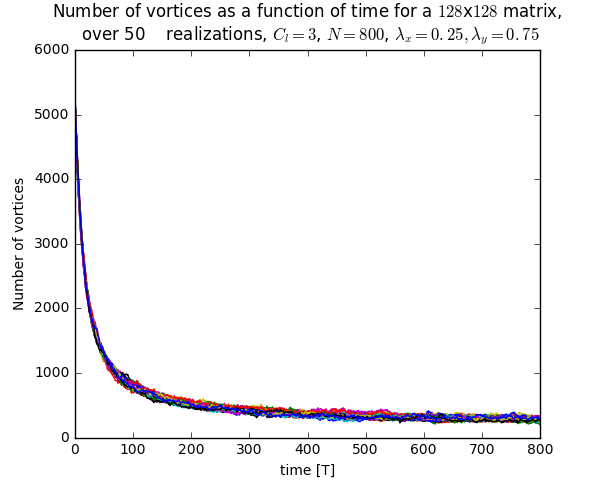 Number of vortices as a function of time for a 128x128 matrix,
over 50    realizations, C_l = 3, N = 800, λ_x = 0.25, λ_y = 0.75
6000
5000
4000
3000
2000
1000
0
Number of vortices
0 100 200 300 400 500 600 700 800
time [T]